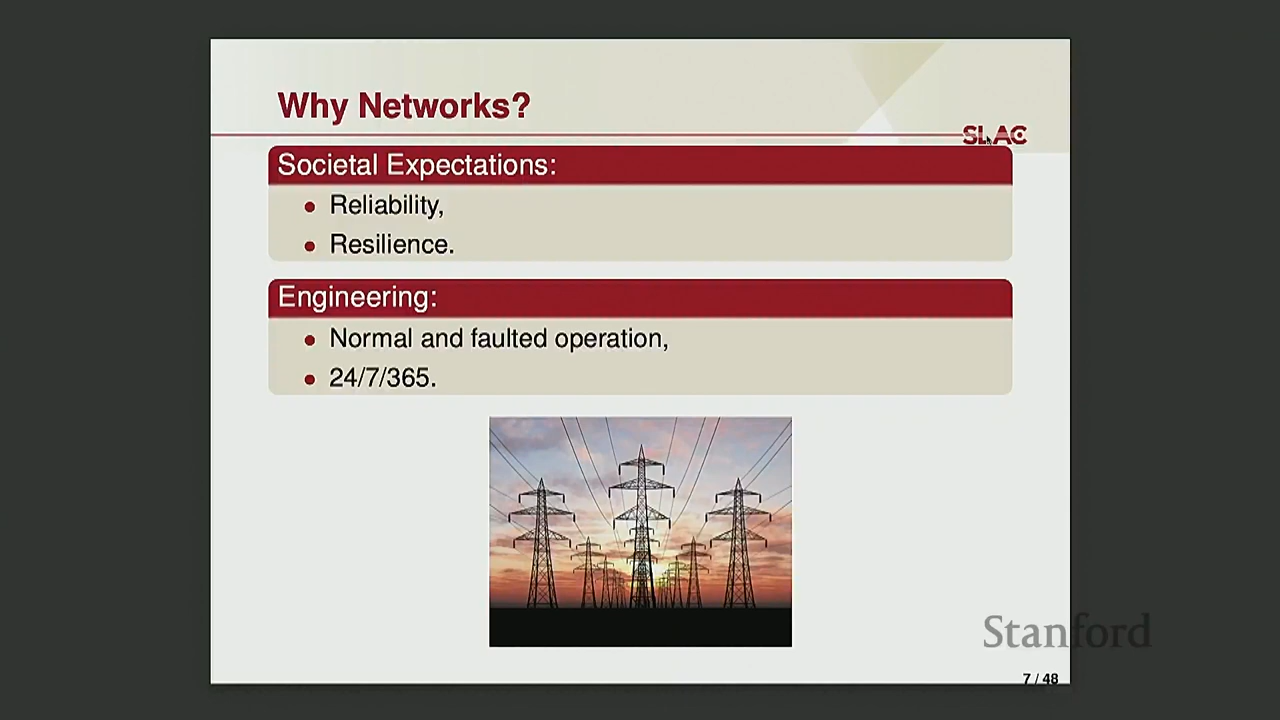 Why Networks?
SLAC
Societal Expectations:
Reliability,
Resilience.
Engineering:
Normal and faulted operation,
24/7/365.
Stanford
7 / 48